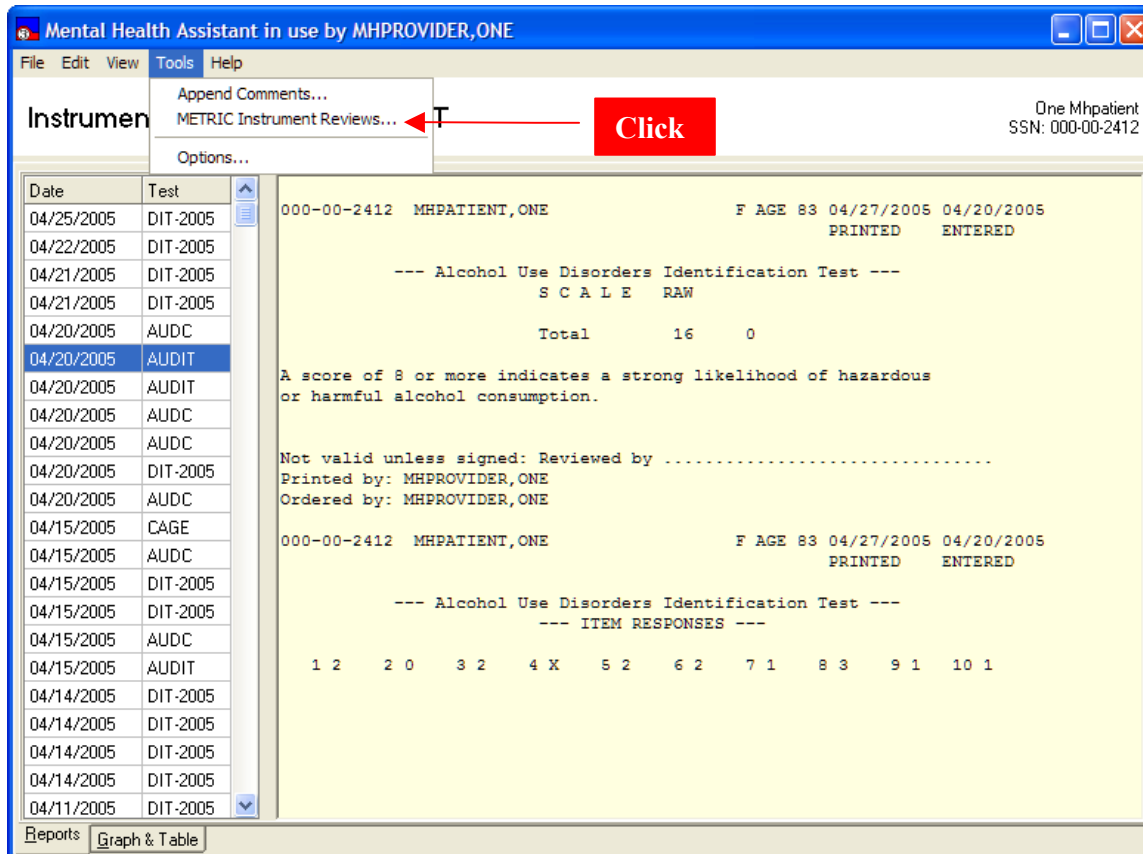 Mental Health Assistant in use by MHPROVIDER,ONE
File Edit View Tools Help
Append Comments...
METRIC Instrument Reviews...
Options...
Click
Instrumen T
One Mhpatient
SSN: 000-00-2412
Date Test
04/25/2005 DIT-2005
04/22/2005 DIT-2005
04/21/2005 DIT-2005
04/21/2005 DIT-2005
04/20/2005 AUDC
04/20/2005 AUDIT
04/20/2005 AUDIT
04/20/2005 AUDC
04/20/2005 AUDC
04/20/2005 DIT-2005
04/20/2005 AUDC
04/15/2005 CAGE
04/15/2005 AUDC
04/15/2005 DIT-2005
04/15/2005 DIT-2005
04/15/2005 AUDC
04/15/2005 AUDIT
04/14/2005 DIT-2005
04/14/2005 DIT-2005
04/14/2005 DIT-2005
04/14/2005 DIT-2005
04/11/2005 DIT-2005
000-00-2412 MHPATIENT,ONE F AGE 83 04/27/2005 04/20/2005
PRINTED ENTERED
--- Alcohol Use Disorders Identification Test ---
S C A L E RAW
Total 16 0
A score of 8 or more indicates a strong likelihood of hazardous
or harmful alcohol consumption.
Not valid unless signed: Reviewed by ................................
Printed by: MHPROVIDER,ONE
Ordered by: MHPROVIDER,ONE
000-00-2412 MHPATIENT,ONE F AGE 83 04/27/2005 04/20/2005
PRINTED ENTERED
--- Alcohol Use Disorders Identification Test ---
--- ITEM RESPONSES ---
1 2 2 0 3 2 4 X 5 2 6 2 7 1 8 3 9 1 10 1
Reports Graph & Table